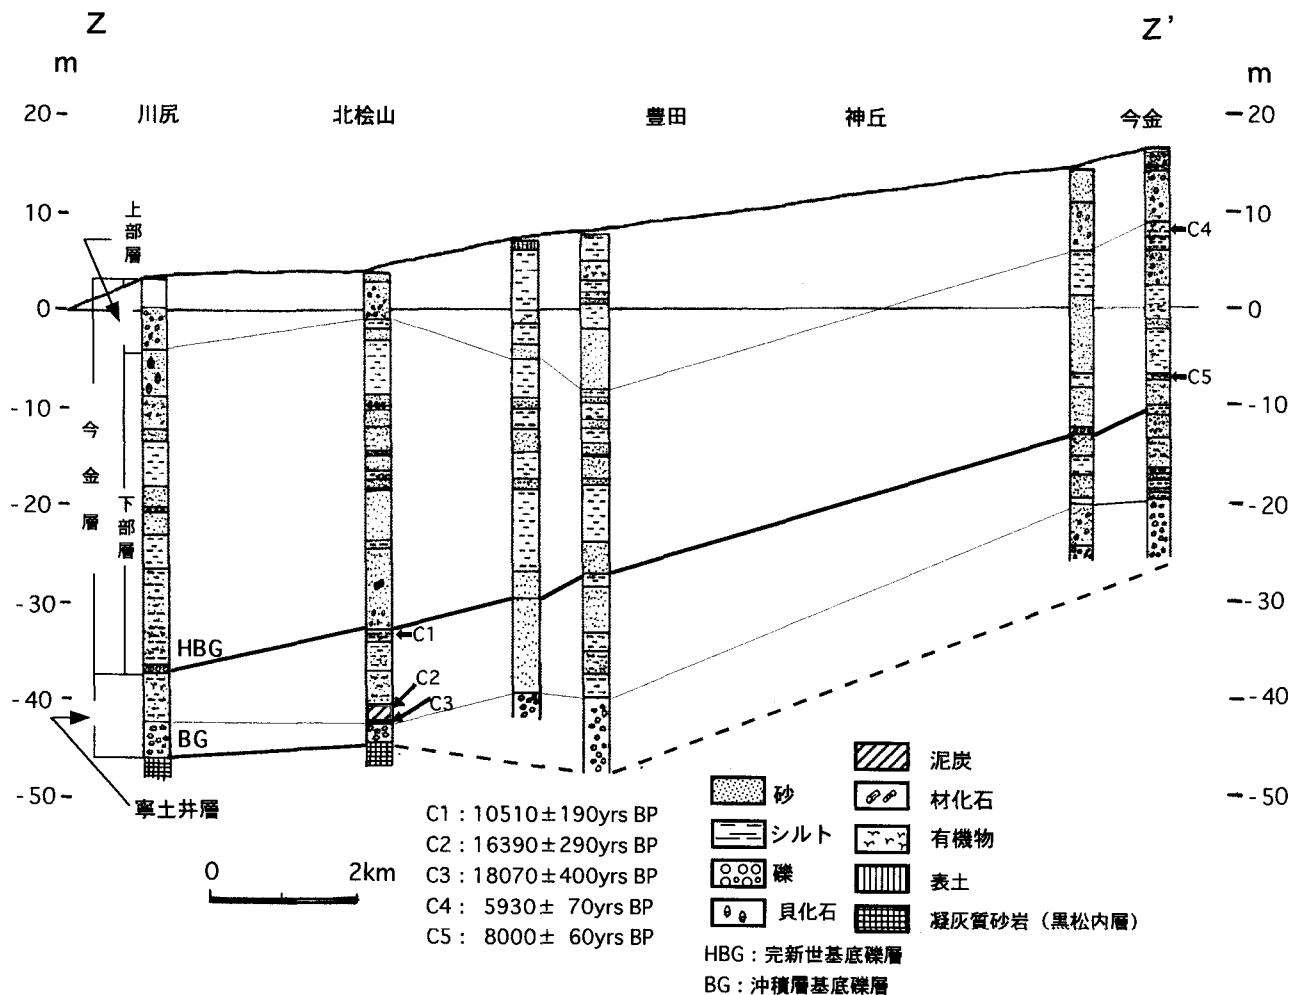 Z
Z'
m
m
20
川尻
北桧山
豊田
神丘
今金
20
上部層
10
10
C4
0
0
C5
-10
-10
今金層
下部層
-20
-20
-30
-30
HBG
C1
C2
C3
-40
-40
BG
-50
-50
寧土井層
0 2km
C1 : 10510±190yrs BP
C2 : 16390±290yrs BP
C3 : 18070±400yrs BP
C4 : 5930± 70yrs BP
C5 : 8000± 60yrs BP
砂
シルト
礫
貝化石
泥炭
材化石
有機物
表土
凝灰質砂岩（黒松内層）
HBG : 完新世基底礫層
BG : 沖積層基底礫層